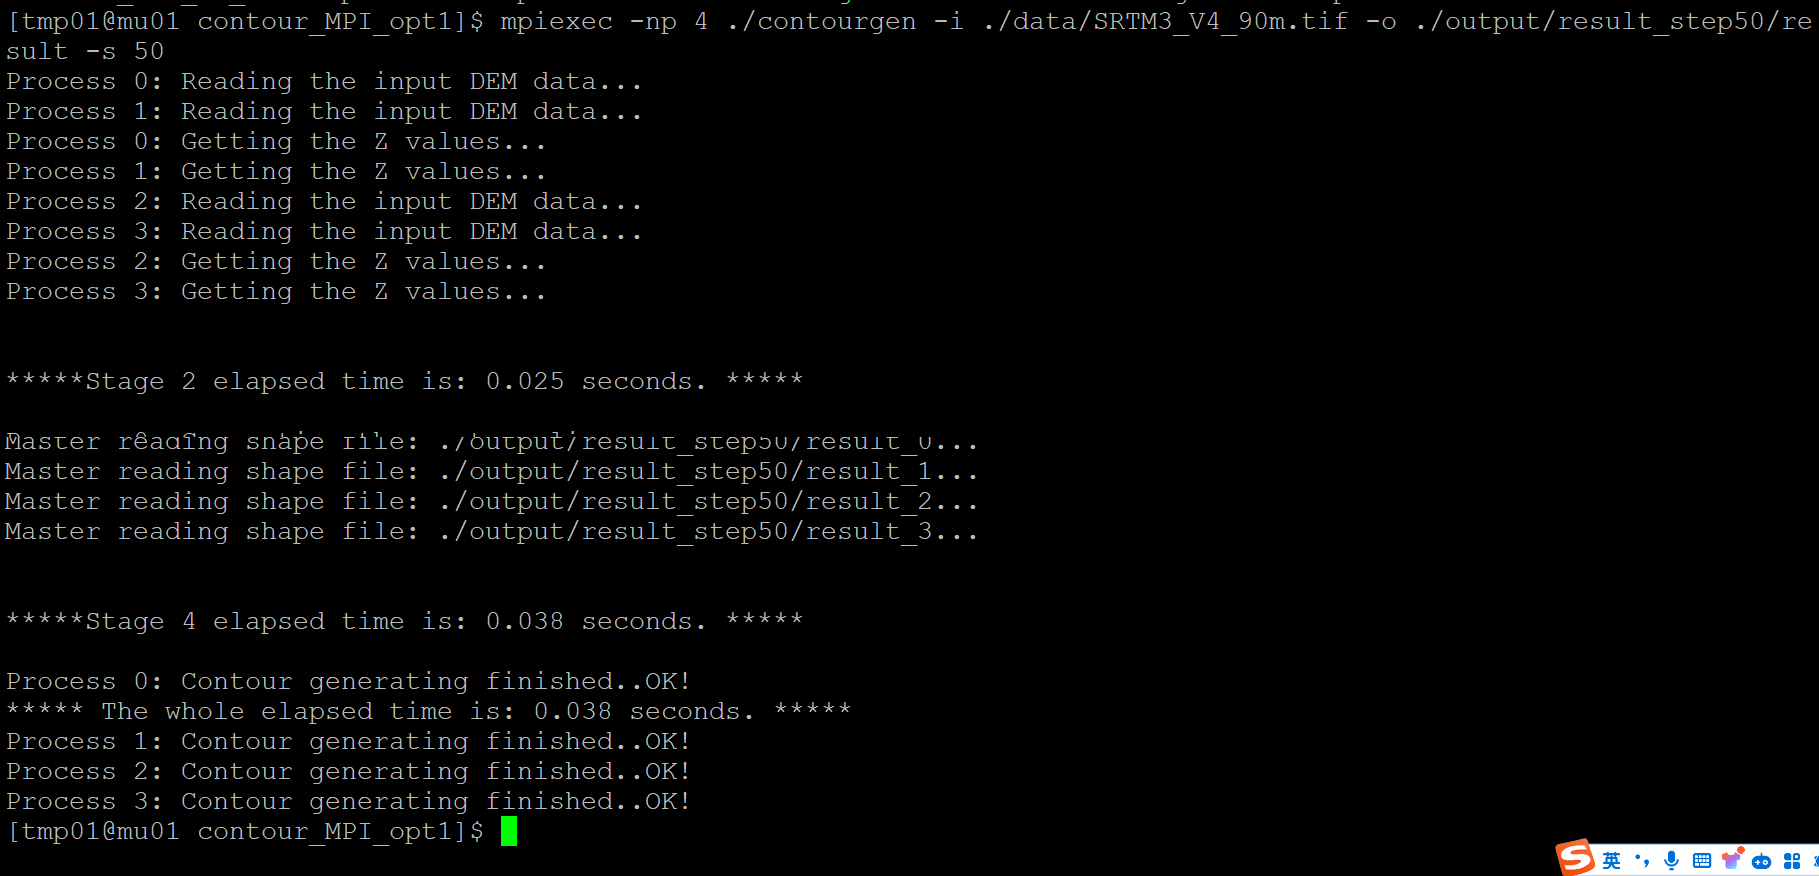 [tmp01@mu01 contour_MPI_opt1]$ mpiexec -np 4 ./contourgen -i ./data/SRTM3_V4_90m.tif -o ./output/result_step50/re
sult -s 50
Process 0: Reading the input DEM data...
Process 1: Reading the input DEM data...
Process 0: Getting the Z values...
Process 1: Getting the Z values...
Process 2: Reading the input DEM data...
Process 3: Reading the input DEM data...
Process 2: Getting the Z values...
Process 3: Getting the Z values...
*****Stage 2 elapsed time is: 0.025 seconds. *****
Master reading shape file: ./output/result_step50/result_0...
Master reading shape file: ./output/result_step50/result_1...
Master reading shape file: ./output/result_step50/result_2...
Master reading shape file: ./output/result_step50/result_3...
*****Stage 4 elapsed time is: 0.038 seconds. *****
Process 0: Contour generating finished..OK!
***** The whole elapsed time is: 0.038 seconds. *****
Process 1: Contour generating finished..OK!
Process 2: Contour generating finished..OK!
Process 3: Contour generating finished..OK!
[tmp01@mu01 contour_MPI_opt1]$
S 英